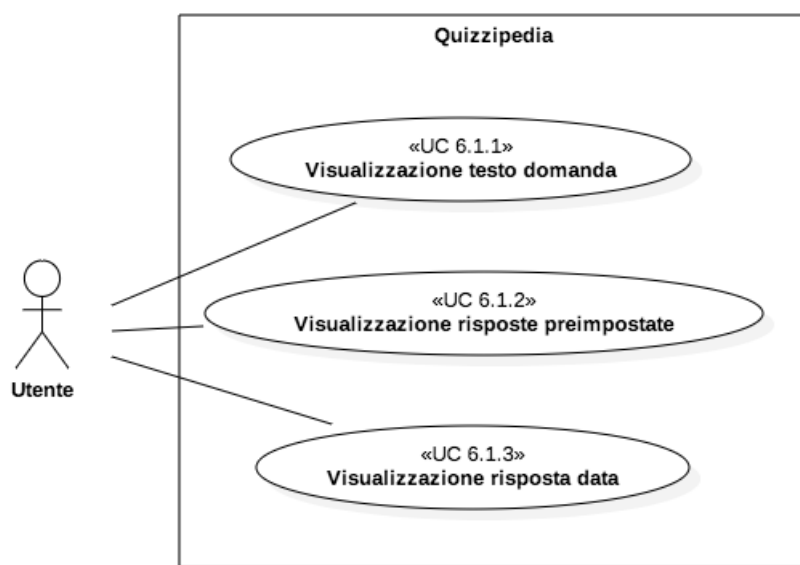 Quizzipedia
«UC 6.1.1»
Visualizzazione testo domanda
«UC 6.1.2»
Visualizzazione risposte preimpostate
Utente
«UC 6.1.3»
Visualizzazione risposta data